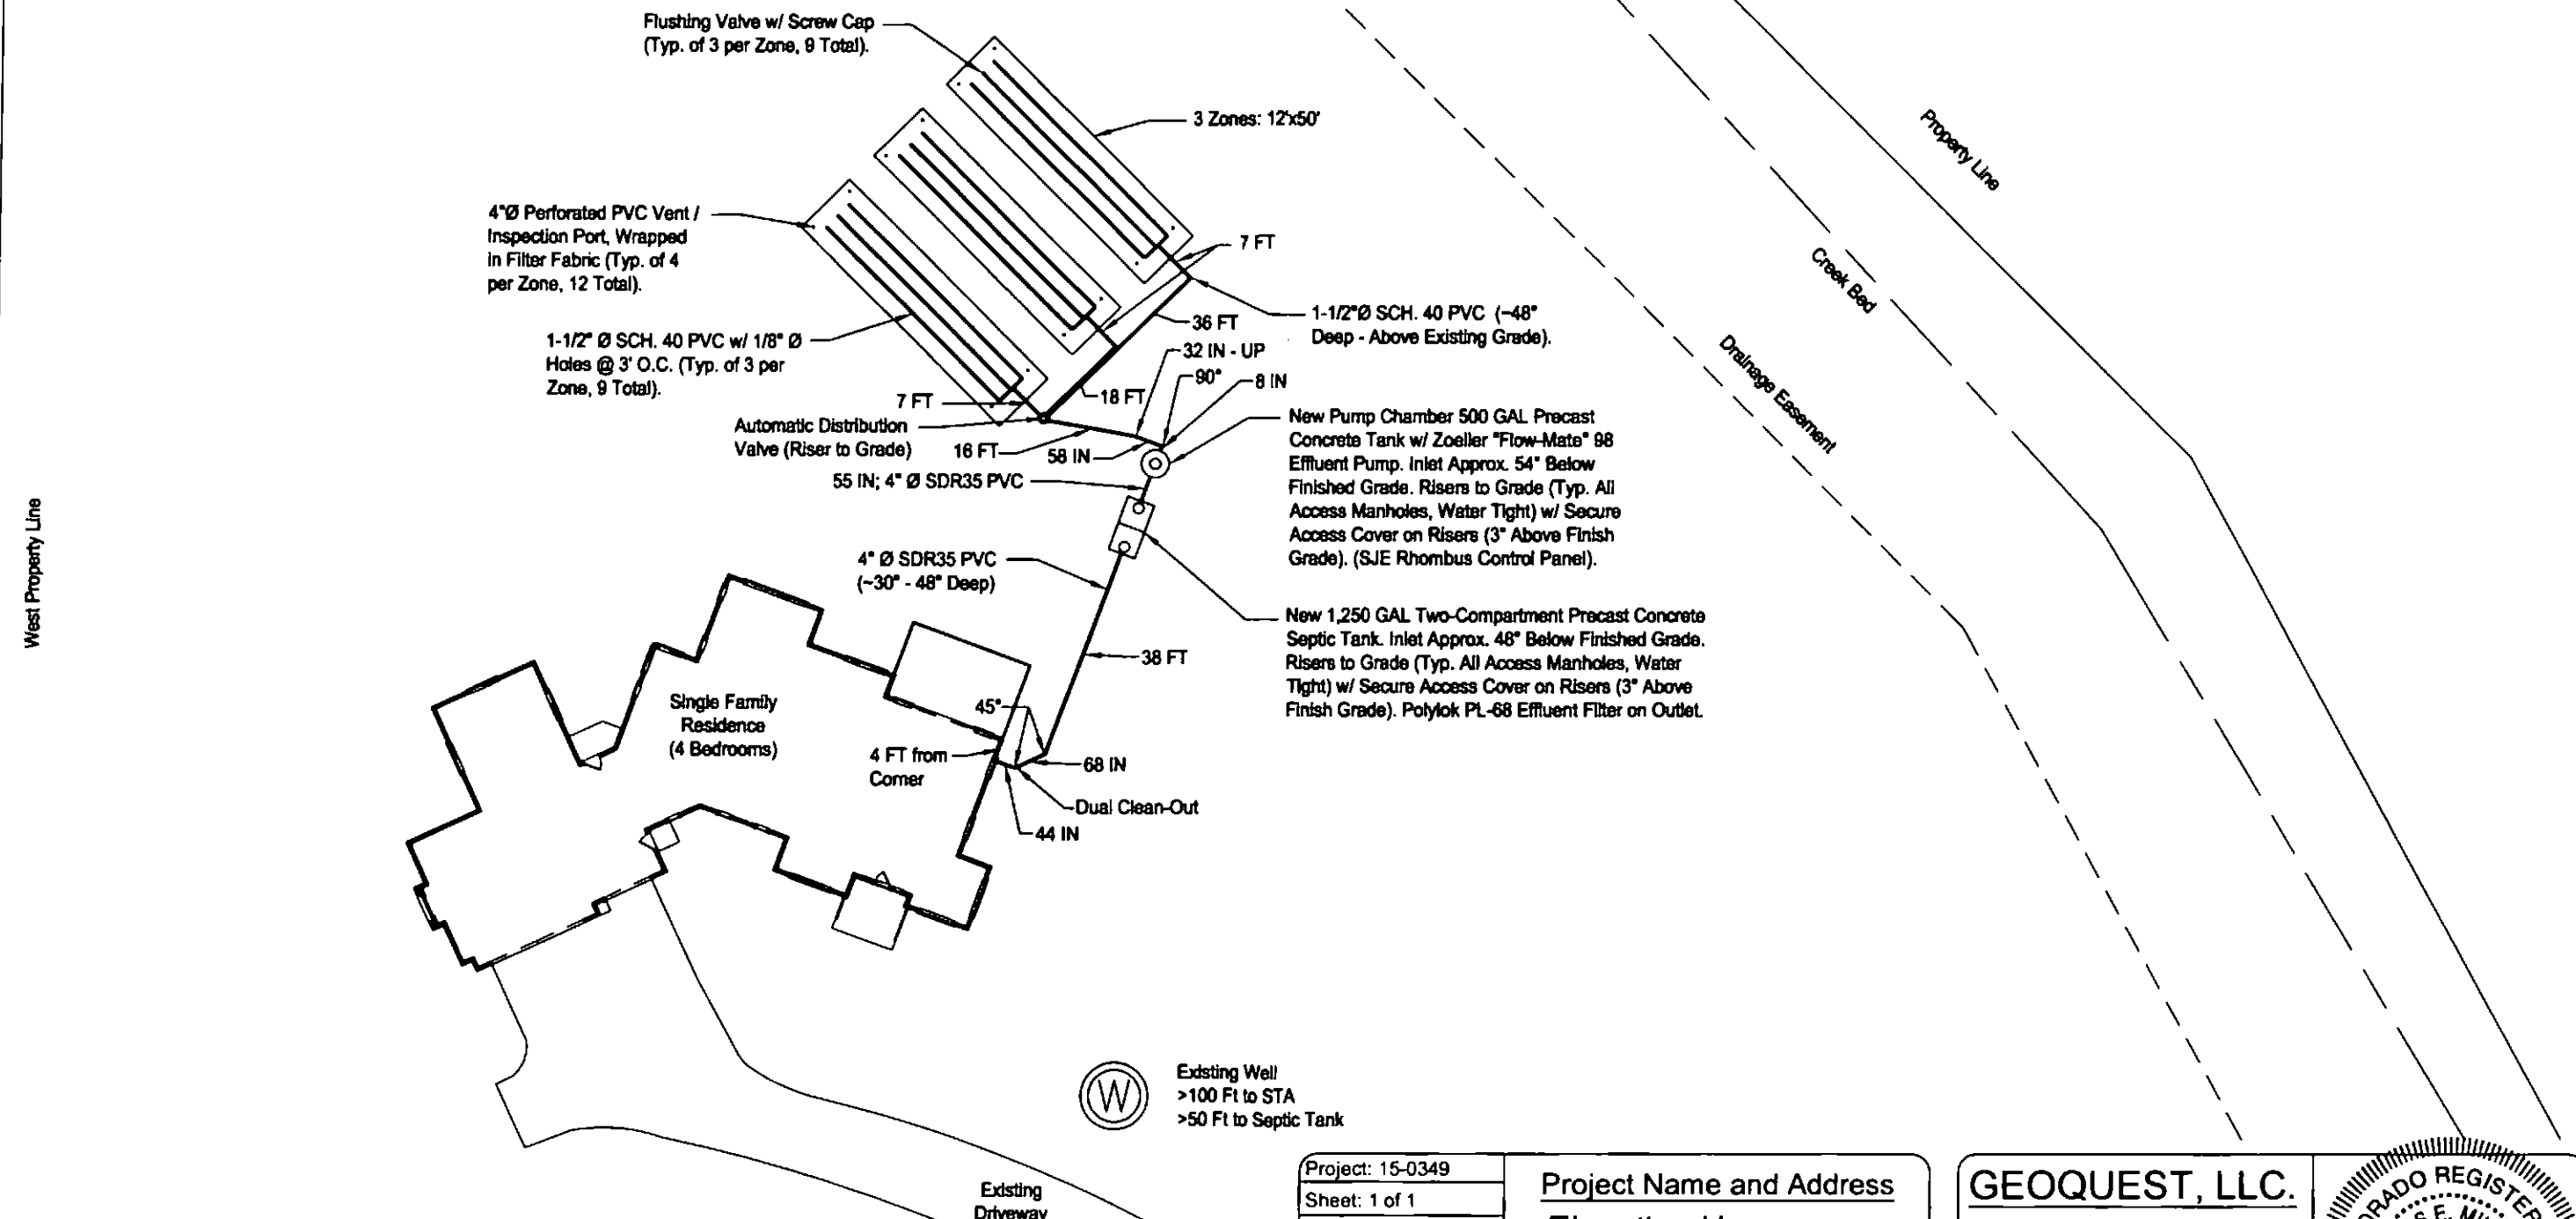 Flushing Valve w/ Screw Cap
(Typ. of 3 per Zone, 9 Total).
3 Zones: 12'x50'
Property Line
4"Ø Perforated PVC Vent /
Inspection Port, Wrapped
in Filter Fabric (Typ. of 4
per Zone, 12 Total).
7 FT
Creek Bed
1-1/2"Ø SCH. 40 PVC (~48"
Deep - Above Existing Grade).
36 FT
1-1/2" Ø SCH. 40 PVC w/ 1/8" Ø
Holes @ 3' O.C. (Typ. of 3 per
Zone, 9 Total).
32 IN - UP
90°
8 IN
Drainage Easement
7 FT
18 FT
Automatic Distribution
Valve (Riser to Grade)
16 FT
58 IN
55 IN; 4" Ø SDR35 PVC
New Pump Chamber 500 GAL Precast
Concrete Tank w/ Zoeller "Flow-Mate" 98
Effluent Pump. Inlet Approx. 54" Below
Finished Grade. Risers to Grade (Typ. All
Access Manholes, Water Tight) w/ Secure
Access Cover on Risers (3" Above Finish
Grade). (SJE Rhombus Control Panel).
West Property Line
4" Ø SDR35 PVC
(~30" - 48" Deep)
New 1,250 GAL Two-Compartment Precast Concrete
Septic Tank. Inlet Approx. 48" Below Finished Grade.
Risers to Grade (Typ. All Access Manholes, Water
Tight) w/ Secure Access Cover on Risers (3" Above
Finish Grade). Polylok PL-68 Effluent Filter on Outlet.
38 FT
Single Family
Residence
(4 Bedrooms)
45°
4 FT from
Corner
68 IN
Dual Clean-Out
44 IN
W
Existing Well
>100 Ft to STA
>50 Ft to Septic Tank
Existing
Driveway
Project: 15-0349
Sheet: 1 of 1
Project Name and Address
GEOQUEST, LLC.